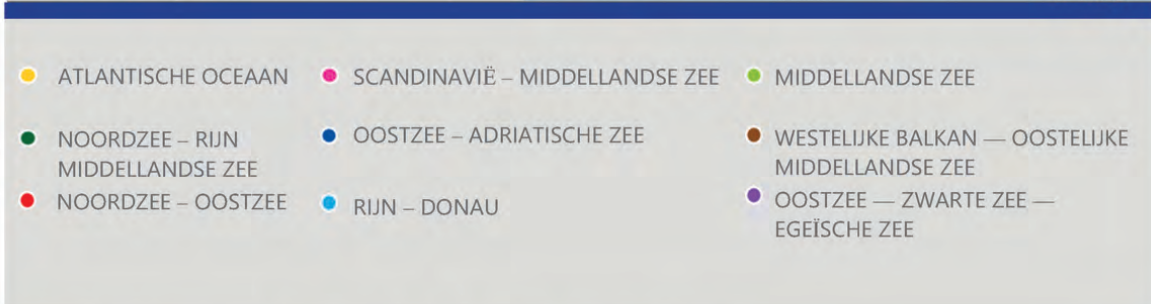 ATLANTISCHE OCEAAN
NOORDZEE – RIJN
MIDDELLANDSE ZEE
NOORDZEE – OOSTZEE
SCANDINAVIË – MIDDELLANDSE ZEE
OOSTZEE – ADRIATISCHE ZEE
RIJN – DONAU
MIDDELLANDSE ZEE
WESTELIJKE BALKAN — OOSTELIJKE
MIDDELLANDSE ZEE
OOSTZEE — ZWARTE ZEE —
EGEÏSCHE ZEE